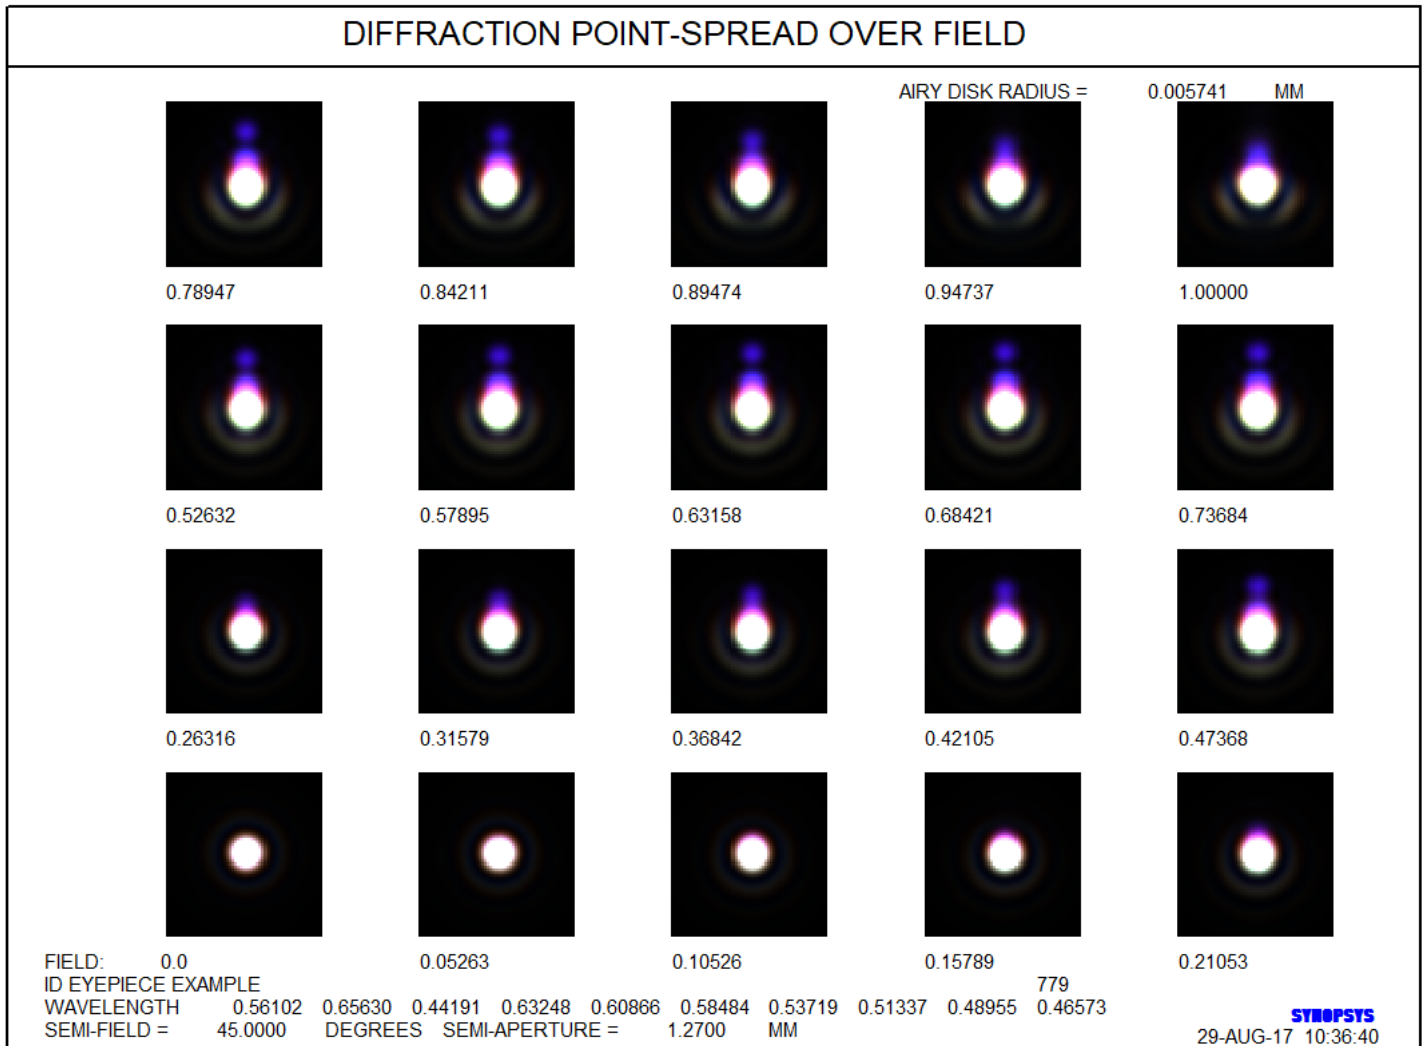 DIFFRACTION POINT-SPREAD OVER FIELD
AIRY DISK RADIUS = 0.005741 MM
0.78947 0.84211 0.89474 0.94737 1.00000
0.52632 0.57895 0.63158 0.68421 0.73684
0.26316 0.31579 0.36842 0.42105 0.47368
FIELD: 0.0 0.05263 0.10526 0.15789 0.21053
ID EYEPIECE EXAMPLE 779
WAVELENGTH 0.56102 0.65630 0.44191 0.63248 0.60866 0.58484 0.53719 0.51337 0.48955 0.46573
SEMI-FIELD = 45.0000 DEGREES SEMI-APERTURE = 1.2700 MM
SYNOPSYS
29-AUG-17 10:36:40